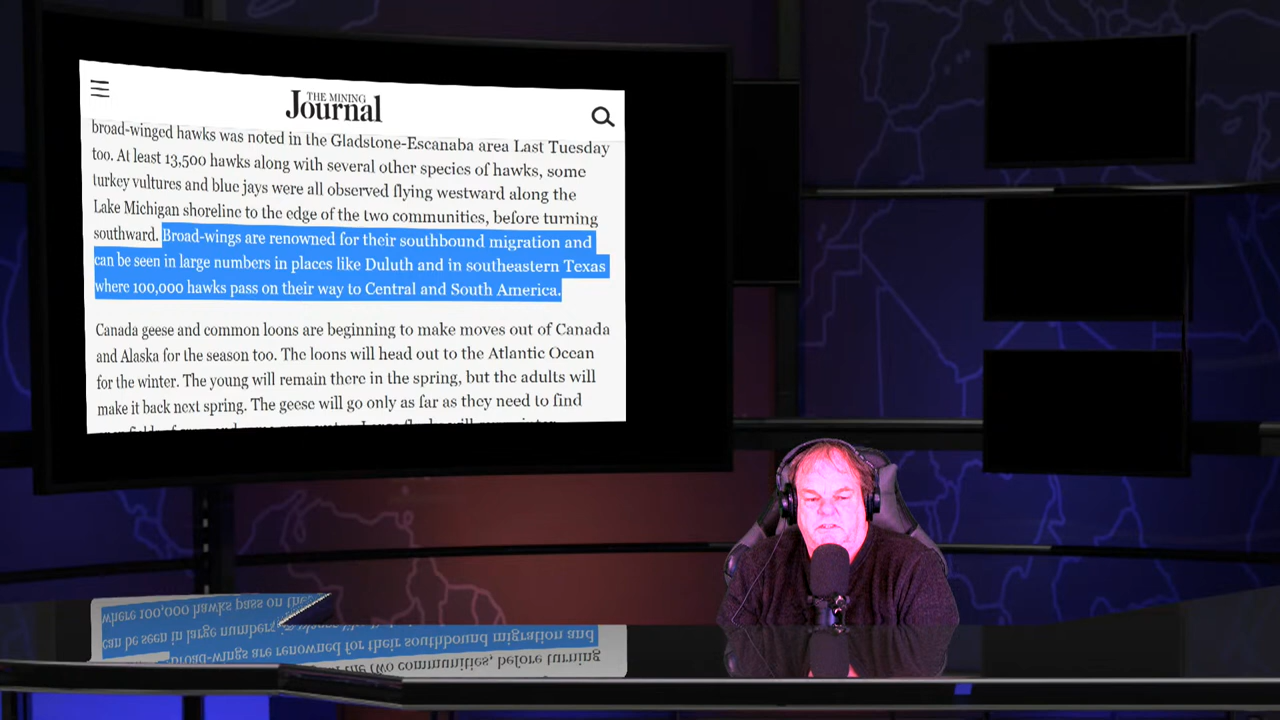 THE MINING
Journal
broad-winged hawks was noted in the Gladstone-Escanaba area Last Tuesday
too. At least 13,500 hawks along with several other species of hawks, some
turkey vultures and blue jays were all observed flying westward along the
Lake Michigan shoreline to the edge of the two communities, before turning
southward. Broad-wings are renowned for their southbound migration and
can be seen in large numbers in places like Duluth and in southeastern Texas
where 100,000 hawks pass on their way to Central and South America.
Canada geese and common loons are beginning to make moves out of Canada
and Alaska for the season too. The loons will head out to the Atlantic Ocean
for the winter. The young will remain there in the spring, but the adults will
make it back next spring. The geese will go only as far as they need to find